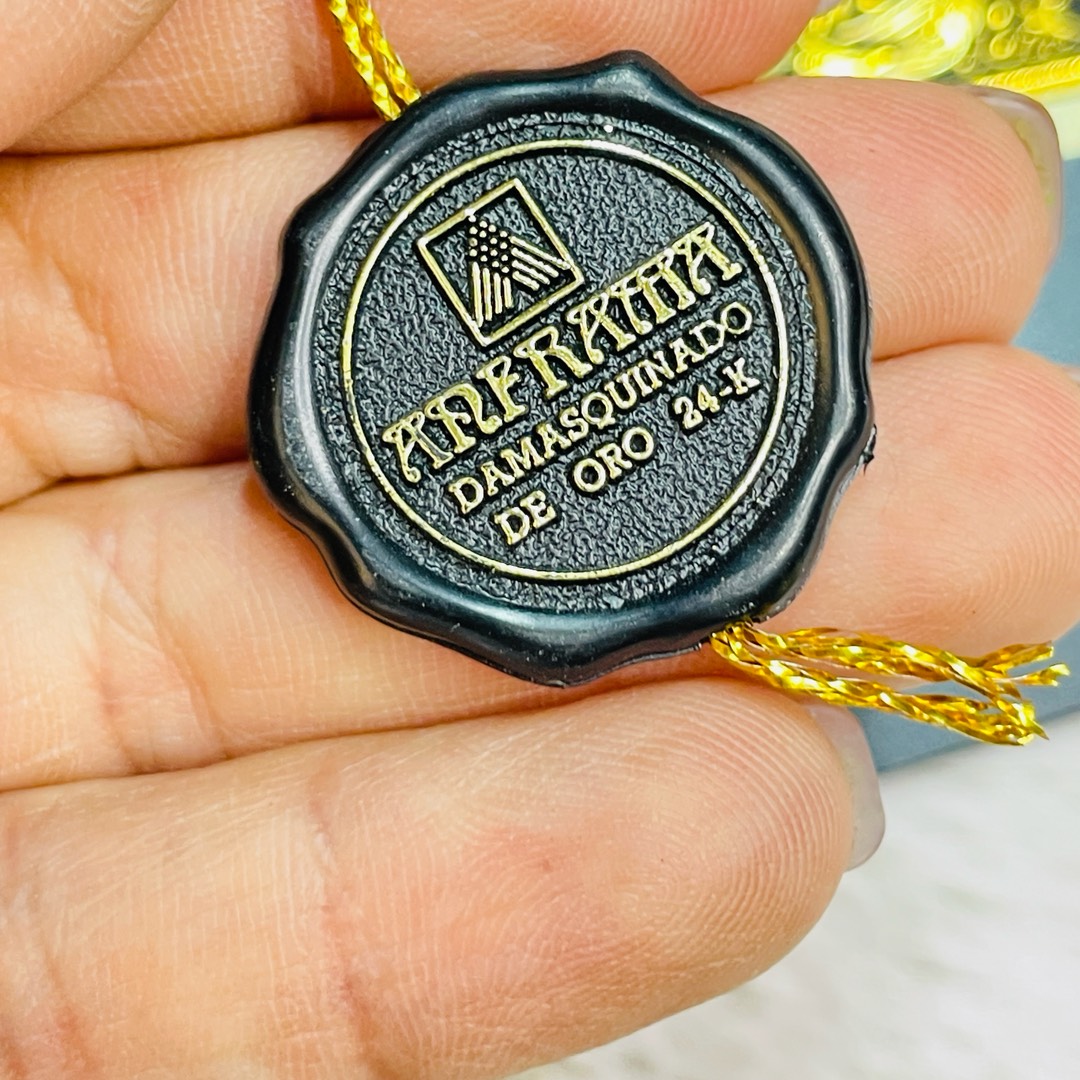 ANFRAMA
DAMASQUINADO
DE ORO 24-K